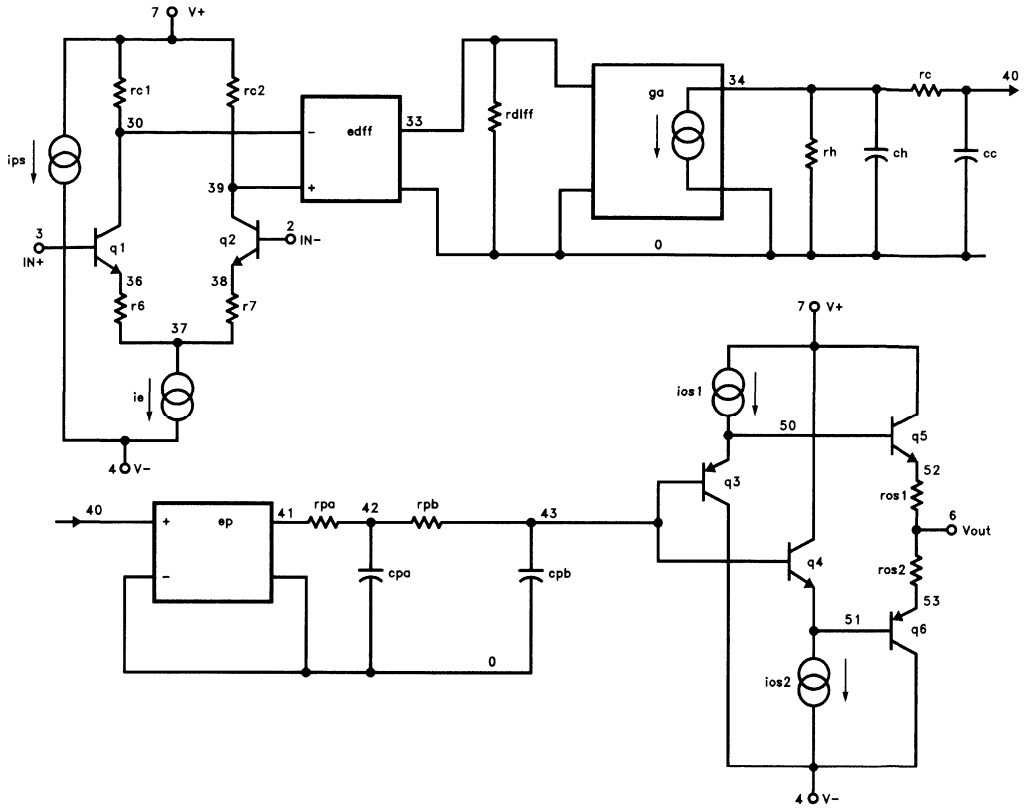 7 V+
rc1
rc2
30
ips
edff
-
+
33
rdiff
39
3
IN+
q1
q2
2
IN-
36
38
r6
r7
37
ie
4 V-
ga
34
rc
40
rh
ch
cc
0
7 V+
ios1
50
q5
q3
52
ros1
6
Vout
ros2
q4
53
51
q6
ios2
4 V-
40
+
ep
-
41
rpa
42
rpb
43
cpa
cpb
0